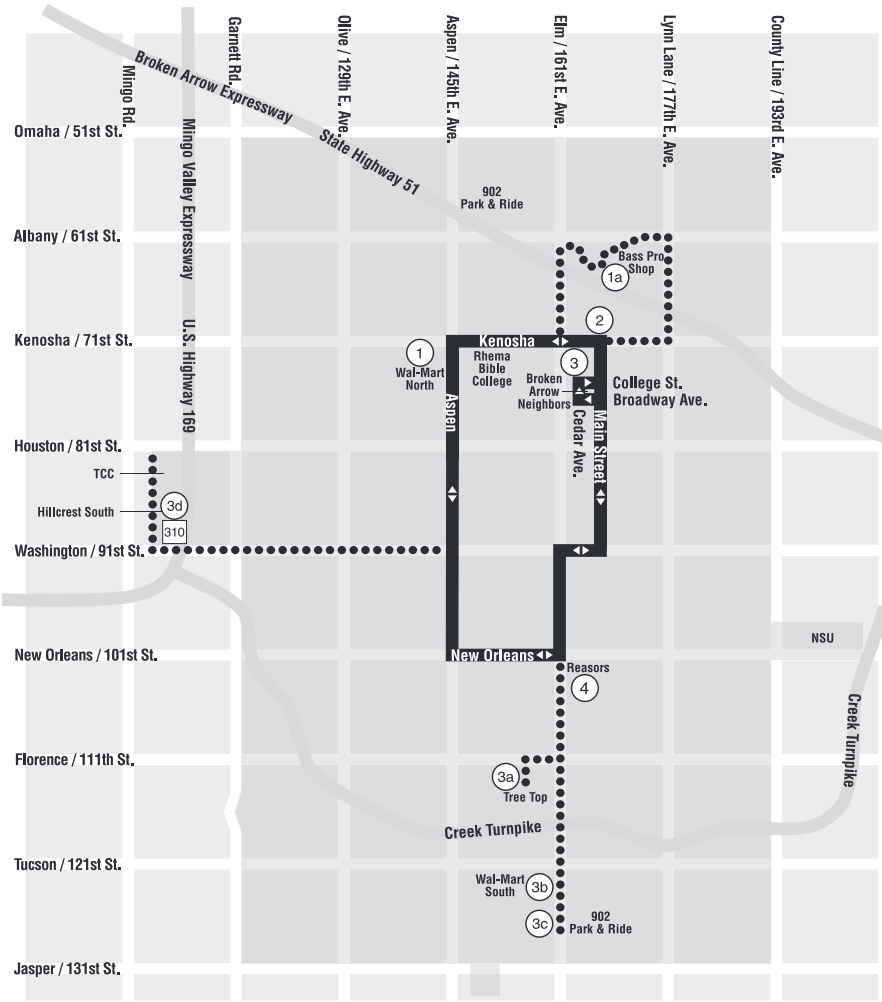 Mingo Rd.
Garnett Rd.
Olive / 129th E. Ave.
Aspen / 145th E. Ave.
Elm / 161st E. Ave.
Lynn Lane / 177th E. Ave.
County Line / 193rd E. Ave.
Broken Arrow Expressway
State Highway 51
Mingo Valley Expressway
U.S. Highway 169
Omaha / 51st St.
902
Park & Ride
Albany / 61st St.
Bass Pro
Shop
1a
2
Kenosha / 71st St.
Kenosha
1
Wal-Mart
North
Rhema
Bible
College
3
Broken
Arrow
Neighbors
College St.
Broadway Ave.
Aspen
Cedar Ave.
Main Street
Houston / 81st St.
TCC
Hillcrest South
3d
310
Washington / 91st St.
New Orleans / 101st St.
New Orleans
NSU
Reasors
4
Creek Turnpike
Florence / 111th St.
3a
Tree Top
Creek Turnpike
Tucson / 121st St.
Wal-Mart
South
3b
3c
902
Park & Ride
Jasper / 131st St.